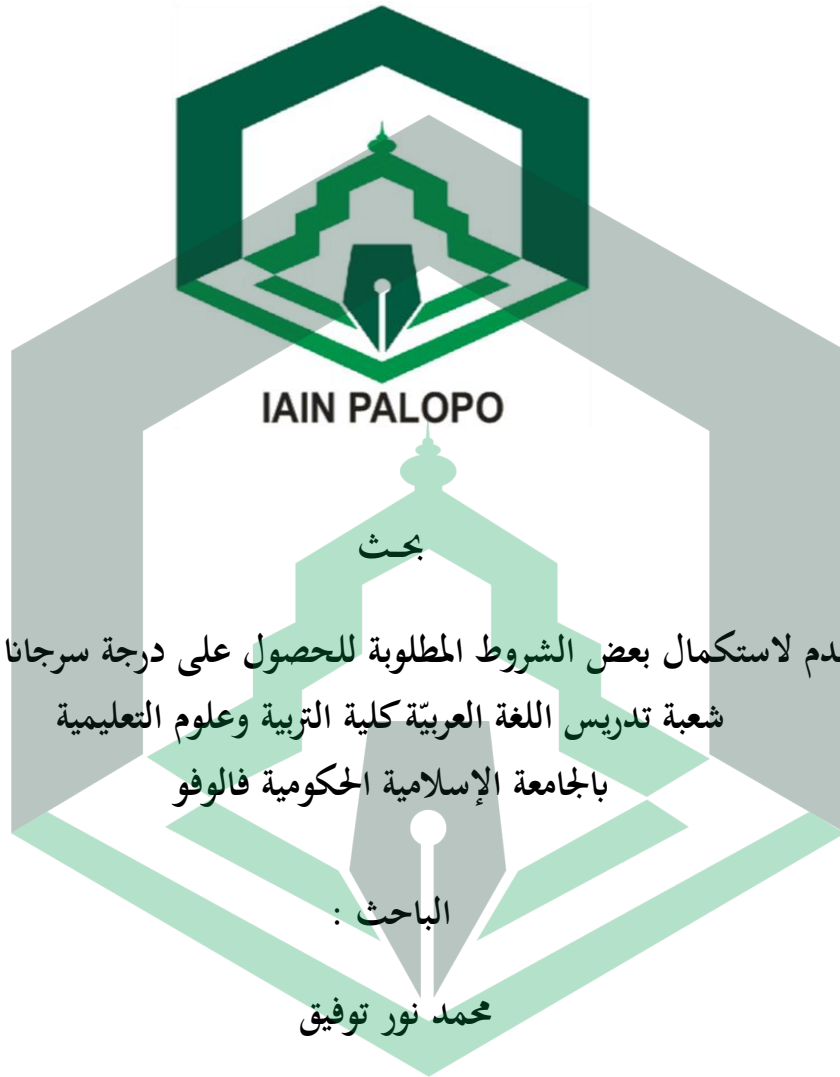 IAIN PALOPO
بحث
دم لاستكمال بعض الشروط المطلوبة للحصول على درجة سرجانا
شعبة تدريس اللغة العربيّة كلية التربية وعلوم التعليمية
بالجامعة الإسلامية الحكومية فالوفو
الباحث :
محمد نور توفيق